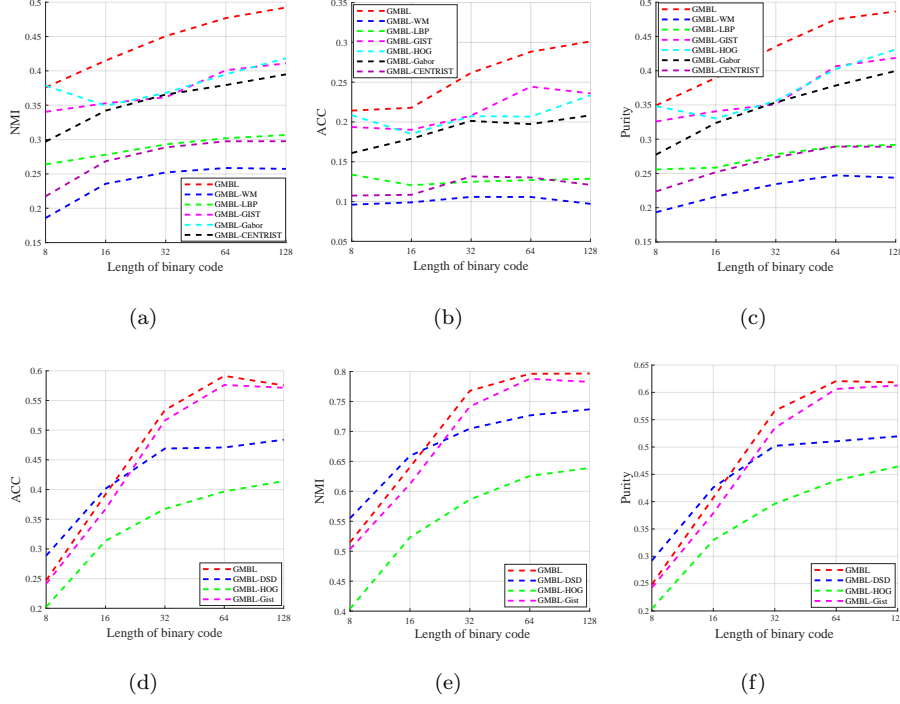 0.5
0.45
0.4
0.35
0.3
0.25
0.2
0.15
NMI
8
16
32
64
128
Length of binary code
GMBL
GMBL-WM
GMBL-LBP
GMBL-GIST
GMBL-Gabor
GMBL-CENTRIST
(a)
0.35
0.3
0.25
0.2
0.15
0.1
0.05
ACC
8
16
32
64
128
Length of binary code
GMBL
GMBL-WM
GMBL-LBP
GMBL-GIST
GMBL-HOG
GMBL-Gabor
GMBL-CENTRIST
(b)
0.5
0.45
0.4
0.35
0.3
0.25
0.2
0.15
Purity
8
16
32
64
128
Length of binary code
GMBL
GMBL-WM
GMBL-LBP
GMBL-GIST
GMBL-HOG
GMBL-Gabor
GMBL-CENTRIST
(c)
0.6
0.55
0.5
0.45
0.4
0.35
0.3
0.25
0.2
ACC
8
16
32
64
128
Length of binary code
GMBL
GMBL-DSD
GMBL-HOG
GMBL-Gist
(d)
0.8
0.75
0.7
0.65
0.6
0.55
0.5
0.45
0.4
NMI
8
16
32
64
128
Length of binary code
GMBL
GMBL-DSD
GMBL-HOG
GMBL-Gist
(e)
0.65
0.6
0.55
0.5
0.45
0.4
0.35
0.3
0.25
0.2
Purity
8
16
32
64
128
Length of binary code
GMBL
GMBL-DSD
GMBL-HOG
GMBL-Gist
(f)